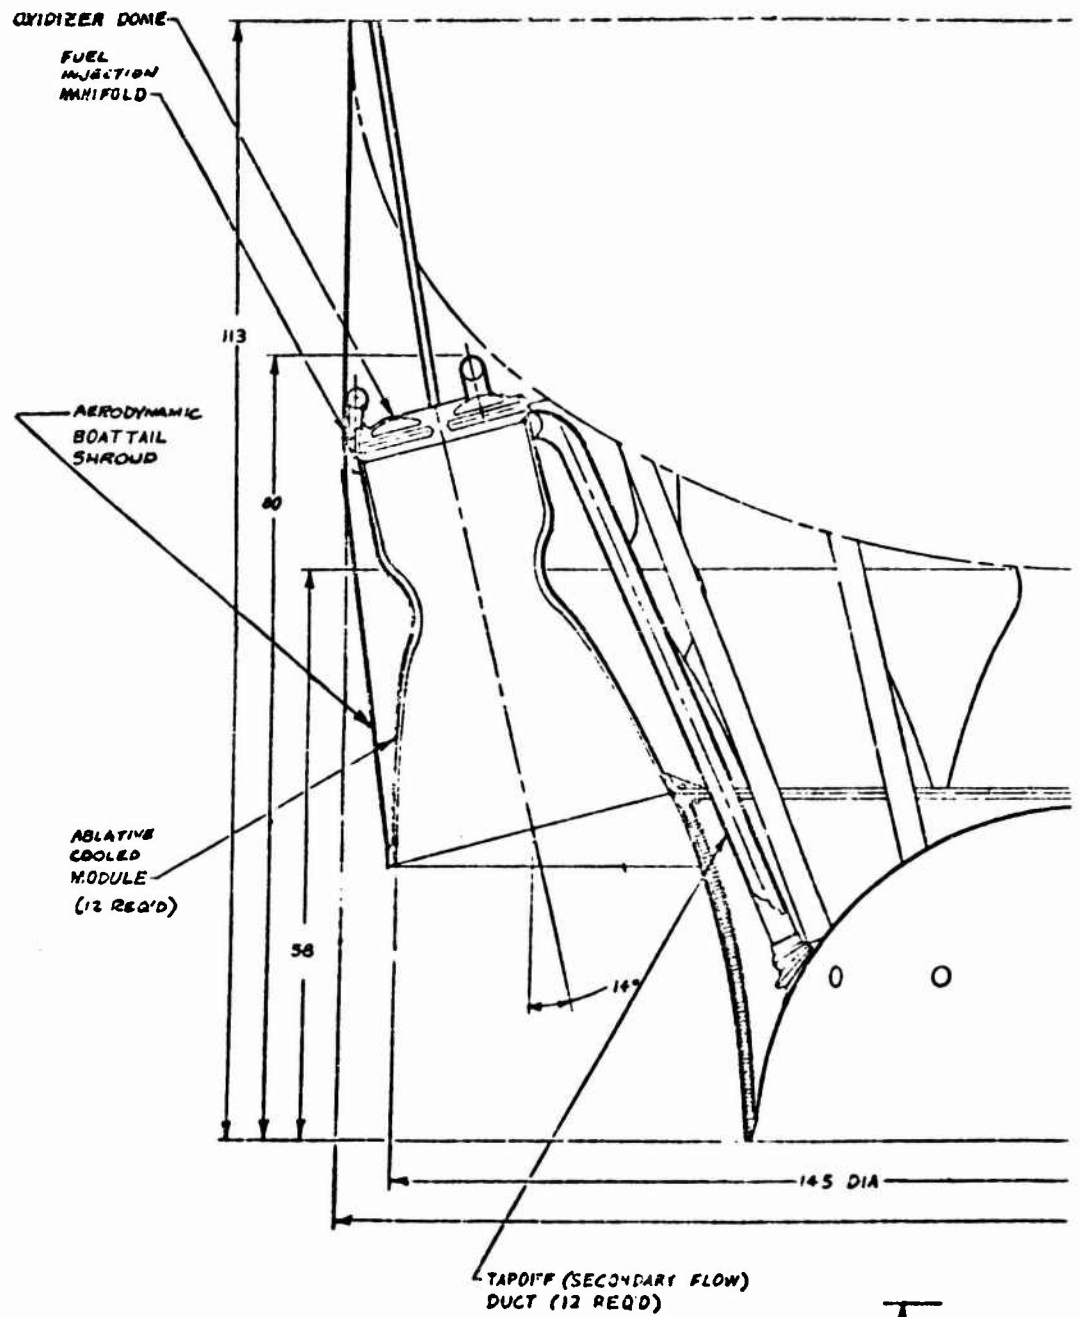 OXIDIZER DOME
FUEL
INJECTION
MANIFOLD
113
80
AERODYNAMIC
BOATTAIL
SHROUD
ABLATIVE
COOLED
MODULE
(12 REQ'D)
58
14°
145 DIA
TAPOFF (SECONDARY FLOW)
DUCT (12 REQ'D)